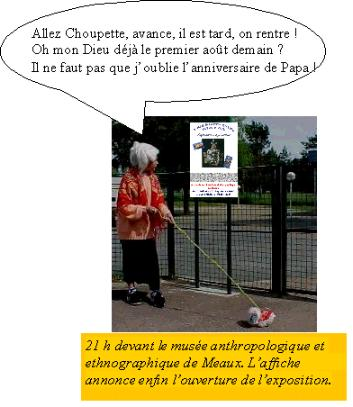 Allez Choupette, avance, il est tard, on rentre !
Oh mon Dieu déjà le premier août demain ?
Il ne faut pas que j'oublie l'anniversaire de Papa !
21 h devant le musée anthropologique et
ethnographique de Meaux. L'affiche
annonce enfin l'ouverture de l'exposition.